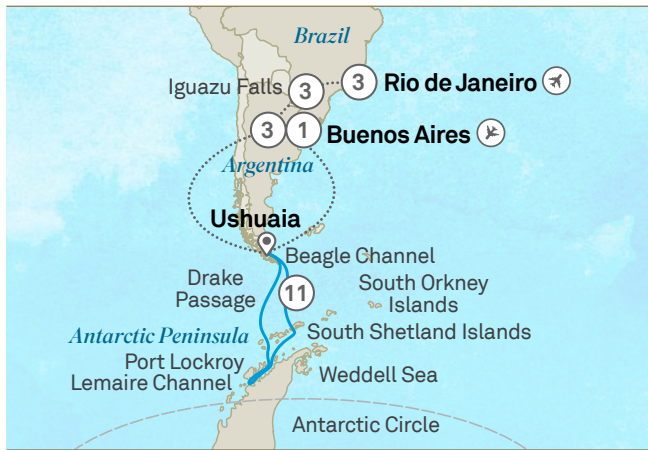 Brazil
Iguazu Falls
3
3
Rio de Janeiro
3
1
Buenos Aires
Argentina
Ushuaia
Beagle Channel
Drake
Passage
11
South Orkney
Islands
Antarctic Peninsula
South Shetland Islands
Port Lockroy
Lemaire Channel
Weddell Sea
Antarctic Circle